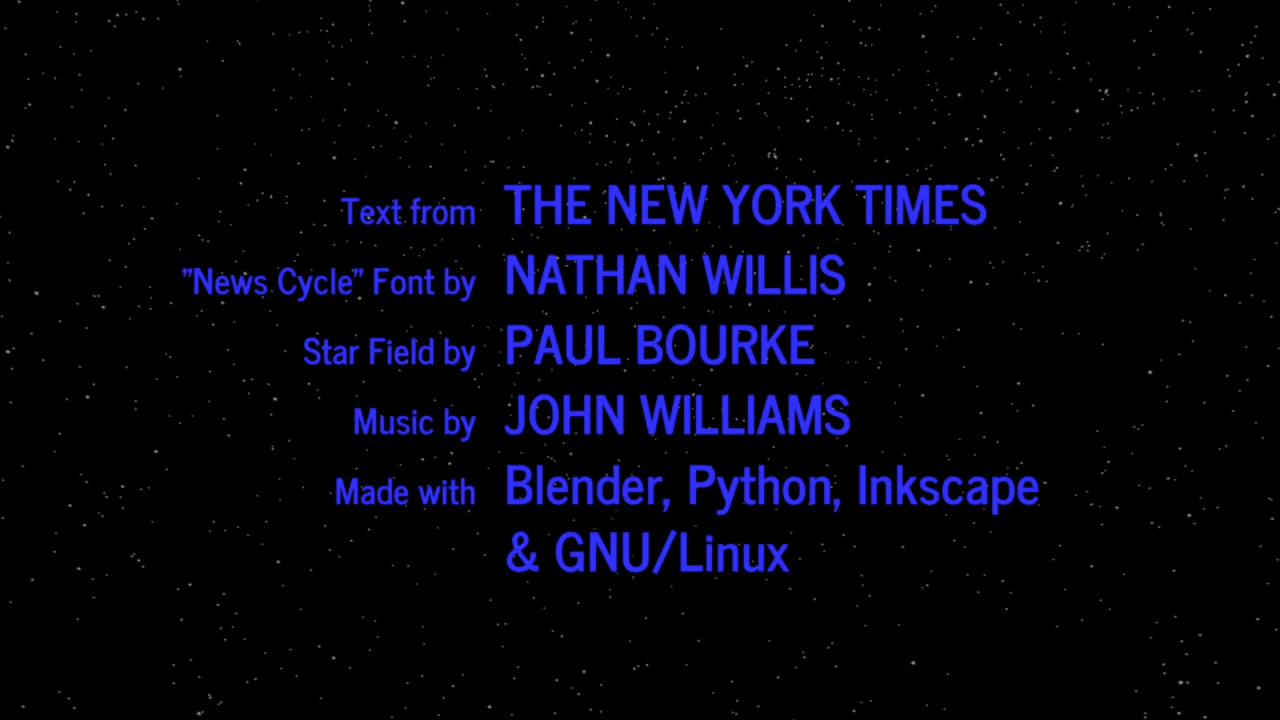 Text from THE NEW YORK TIMES
"News Cycle" Font by NATHAN WILLIS
Star Field by PAUL BOURKE
Music by JOHN WILLIAMS
Made with Blender, Python, Inkscape
& GNU/Linux